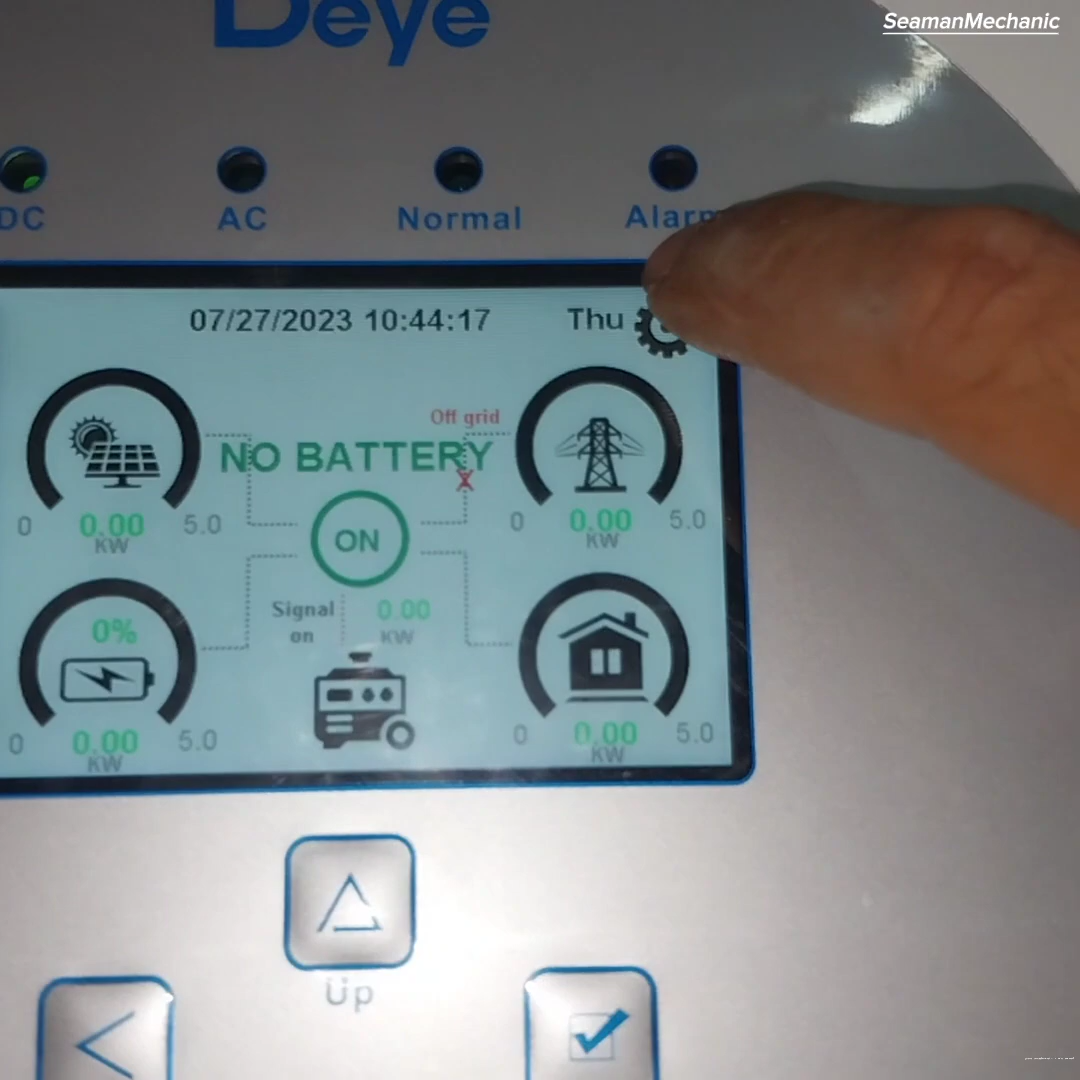 SeamanMechanic
Deye
DC
AC
Normal
Alarm
07/27/2023 10:44:17
Thu
Off grid
NO BATTERY
X
0
0.00
KW
5.0
0
0.00
KW
5.0
ON
0%
Signal
on
0.00
KW
0
0.00
KW
5.0
0
0.00
KW
5.0
Up